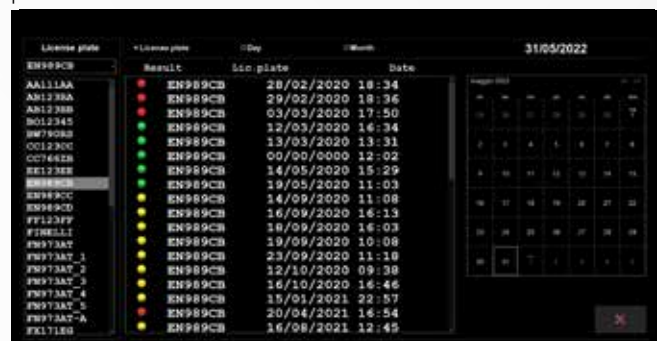 License plate
License plate
Day
Month
31/05/2022
EN989CB
Result
Lic.plate
Date
AA111AA
AB123BA
AB123BB
BO12345
BW790RS
CC123CC
CC766ZB
EE123EE
EN989CB
EN989CC
EN989CD
FF123FF
FINELLI
FN973AT
FN973AT_1
FN973AT_2
FN973AT_3
FN973AT_4
FN973AT_5
FN973AT-A
FX171EG
EN989CB 28/02/2020 18:34
EN989CB 29/02/2020 18:36
EN989CB 03/03/2020 17:50
EN989CB 12/03/2020 16:34
EN989CB 13/03/2020 13:31
EN989CB 00/00/0000 12:02
EN989CB 14/05/2020 15:29
EN989CB 19/05/2020 11:03
EN989CB 14/09/2020 11:08
EN989CB 16/09/2020 16:13
EN989CB 18/09/2020 16:03
EN989CB 19/09/2020 10:08
EN989CB 23/09/2020 11:18
EN989CB 12/10/2020 09:38
EN989CB 16/10/2020 16:46
EN989CB 15/01/2021 22:57
EN989CB 20/04/2021 16:54
EN989CB 16/08/2021 12:45
maggio 2022